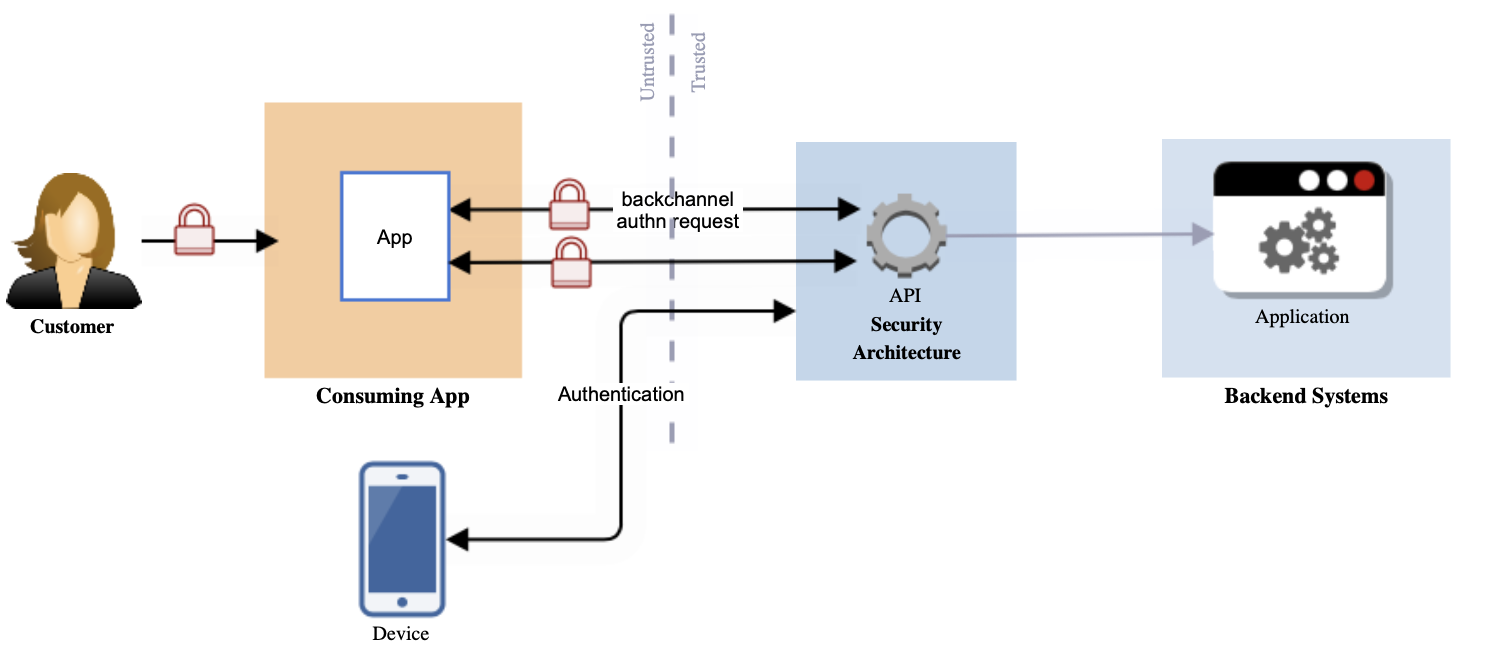 Untrusted
Trusted
backchannel
authn request
App
API
Security
Architecture
Application
Customer
Consuming App
Authentication
Backend Systems
Device